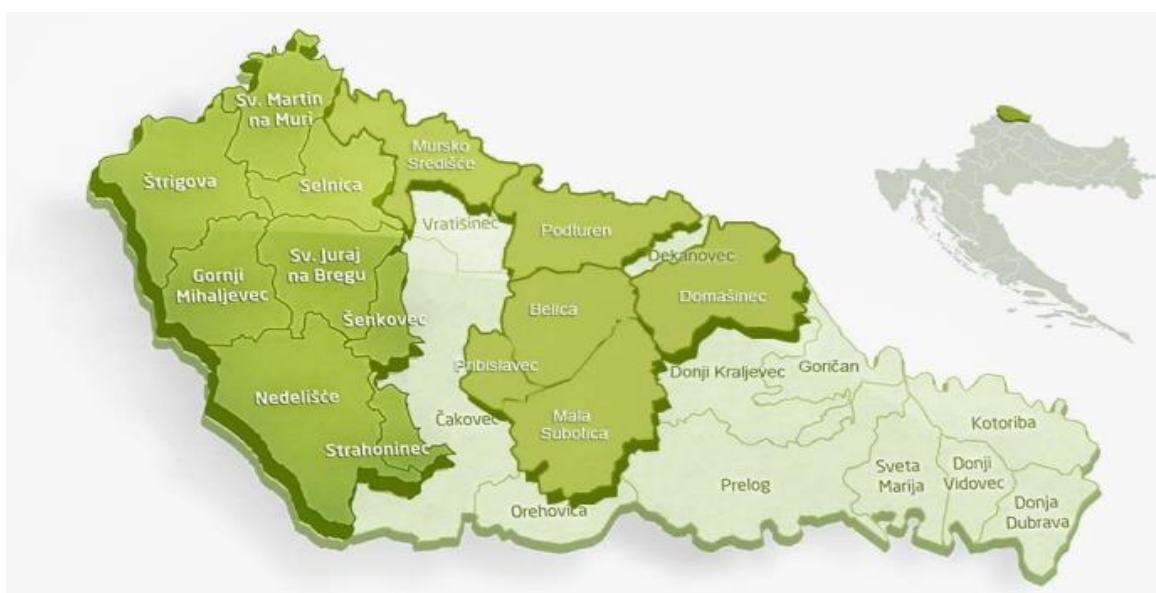 Sv. Martin
na Muri
Mursko
Središće
Štrigova
Selnica
Vratišinec
Podturen
Dekanovec
Sv. Juraj
na Bregu
Gornji
Mihaljevec
Domašinec
Belica
Šenkovec
Pribislavec
Donji Kraljevec
Goričan
Nedelišće
Čakovec
Mala
Subotica
Kotoriba
Strahoninec
Sveta
Marija
Donji
Vidovec
Prelog
Orehovica
Donja
Dubrava